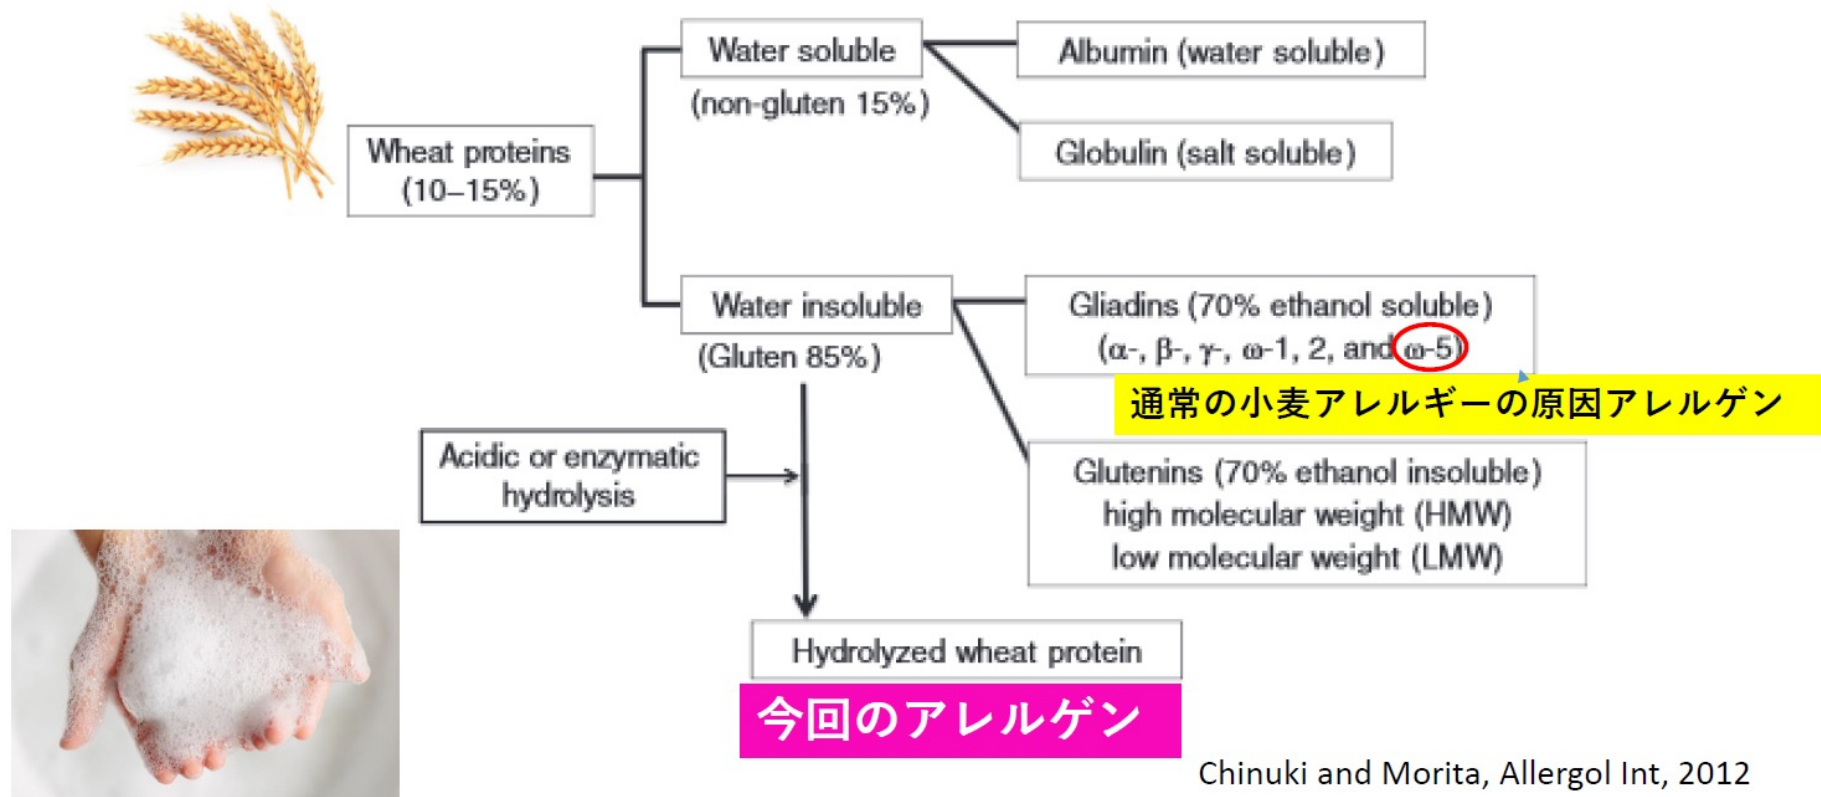 Wheat proteins
(10–15%)
Water soluble
(non-gluten 15%)
Albumin (water soluble)
Globulin (salt soluble)
Water insoluble
(Gluten 85%)
Gliadins (70% ethanol soluble)
(α-, β-, γ-, ω-1, 2, and ω-5)
通常の小麦アレルギーの原因アレルゲン
Glutenins (70% ethanol insoluble)
high molecular weight (HMW)
low molecular weight (LMW)
Acidic or enzymatic
hydrolysis
Hydrolyzed wheat protein
今回のアレルゲン
Chinuki and Morita, Allergol Int, 2012